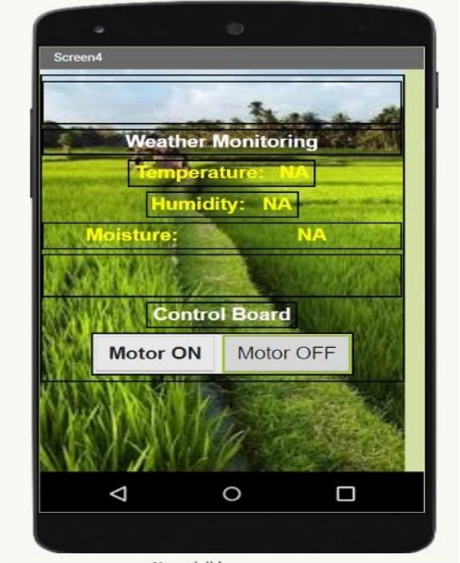 Screen4
Weather Monitoring
Temperature: NA
Humidity: NA
Moisture: NA
Control Board
Motor ON Motor OFF